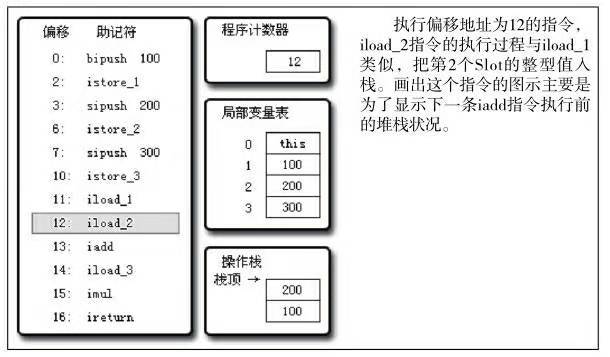 偏移 助记符
0: bipush 100
2: istore_1
3: sipush 200
6: istore_2
7: sipush 300
10: istore_3
11: iload_1
12: iload_2
13: iadd
14: iload_3
15: imul
16: ireturn
程序计数器
12
局部变量表
0 this
1 100
2 200
3 300
操作栈
栈顶 → 200
100
执行偏移地址为12的指令，
iload_2指令的执行过程与iload_1
类似，把第2个Slot的整型值入
栈。画出这个指令的图示主要是
为了显示下一条iadd指令执行前
的堆栈状况。